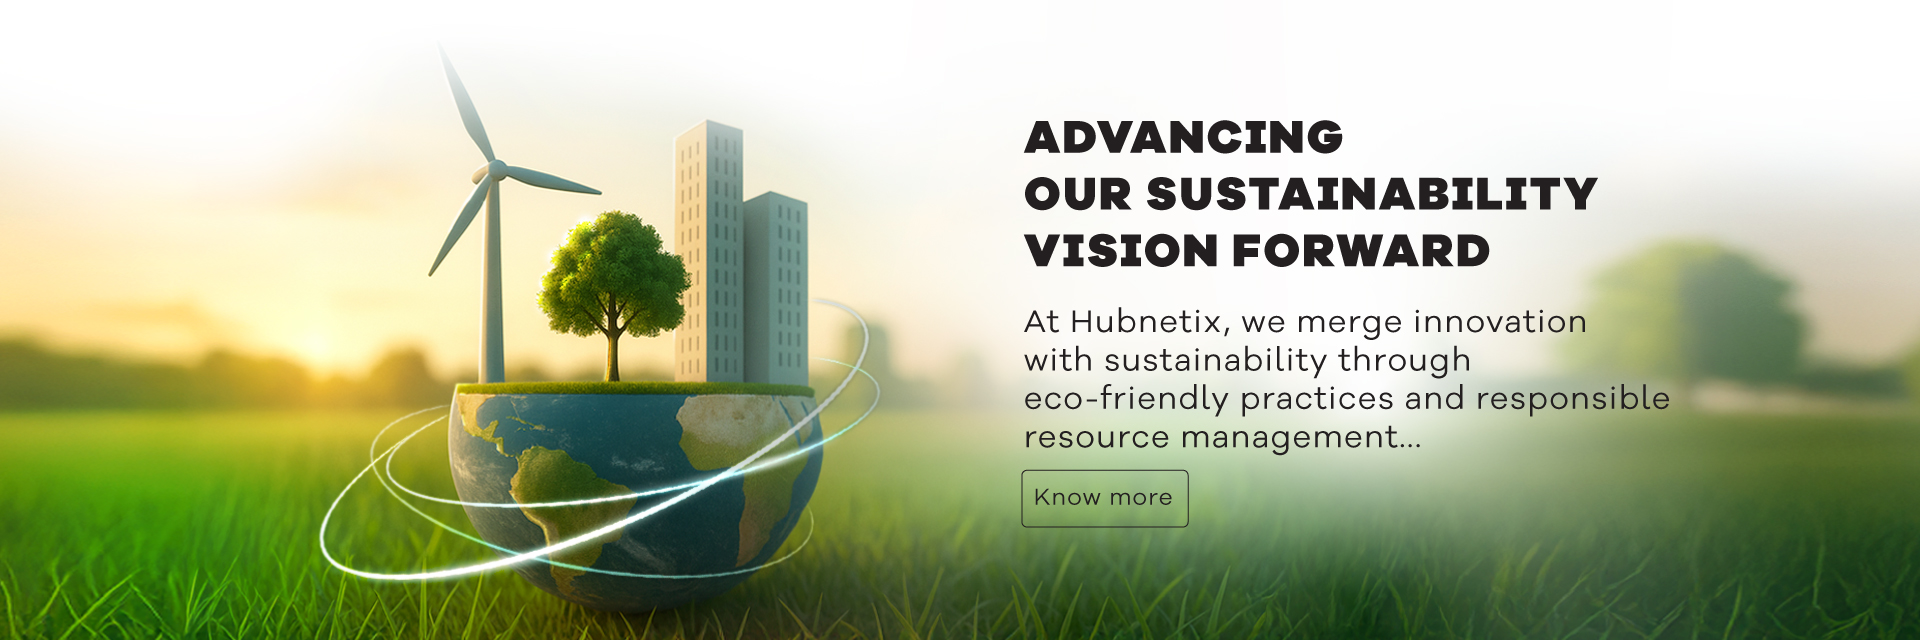 ADVANCING
OUR SUSTAINABILITY
VISION FORWARD
At Hubnetix, we merge innovation
with sustainability through
eco-friendly practices and responsible
resource management...
Know more